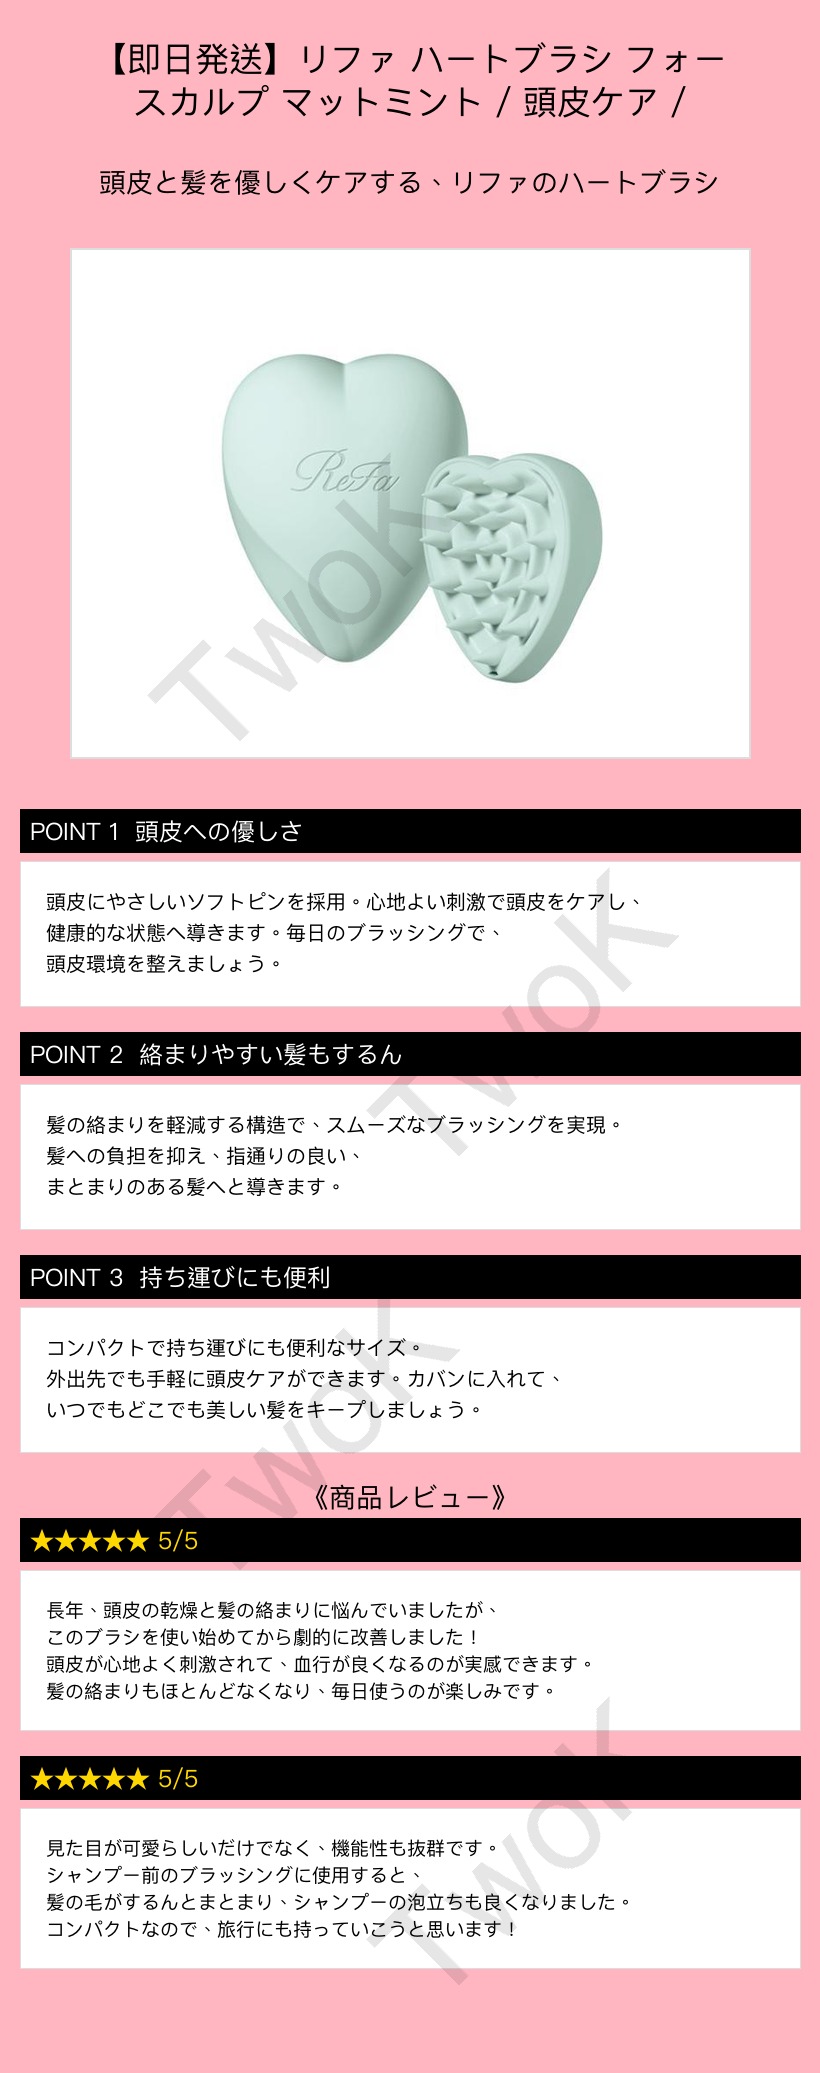 【即日発送】リファ ハートブラシ フォー
スカルプ マットミント / 頭皮ケア /
頭皮と髪を優しくケアする、リファのハートブラシ
ReFa
TwoK
POINT 1 頭皮への優しさ
頭皮にやさしいソフトピンを採用。心地よい刺激で頭皮をケアし、
健康的な状態へ導きます。毎日のブラッシングで、
頭皮環境を整えましょう。
TwoK
POINT 2 絡まりやすい髪もするん
髪の絡まりを軽減する構造で、スムーズなブラッシングを実現。
髪への負担を抑え、指通りの良い、
まとまりのある髪へと導きます。
POINT 3 持ち運びにも便利
コンパクトで持ち運びにも便利なサイズ。
外出先でも手軽に頭皮ケアができます。カバンに入れて、
いつでもどこでも美しい髪をキープしましょう。
TwoK
《商品レビュー》
★★★★★ 5/5
長年、頭皮の乾燥と髪の絡まりに悩んでいましたが、
このブラシを使い始めてから劇的に改善しました！
頭皮が心地よく刺激されて、血行が良くなるのが実感できます。
髪の絡まりもほとんどなくなり、毎日使うのが楽しみです。
★★★★★ 5/5
見た目が可愛らしいだけでなく、機能性も抜群です。
シャンプー前のブラッシングに使用すると、
髪の毛がするんとまとまり、シャンプーの泡立ちも良くなりました。
コンパクトなので、旅行にも持っていこうと思います！
TwoK